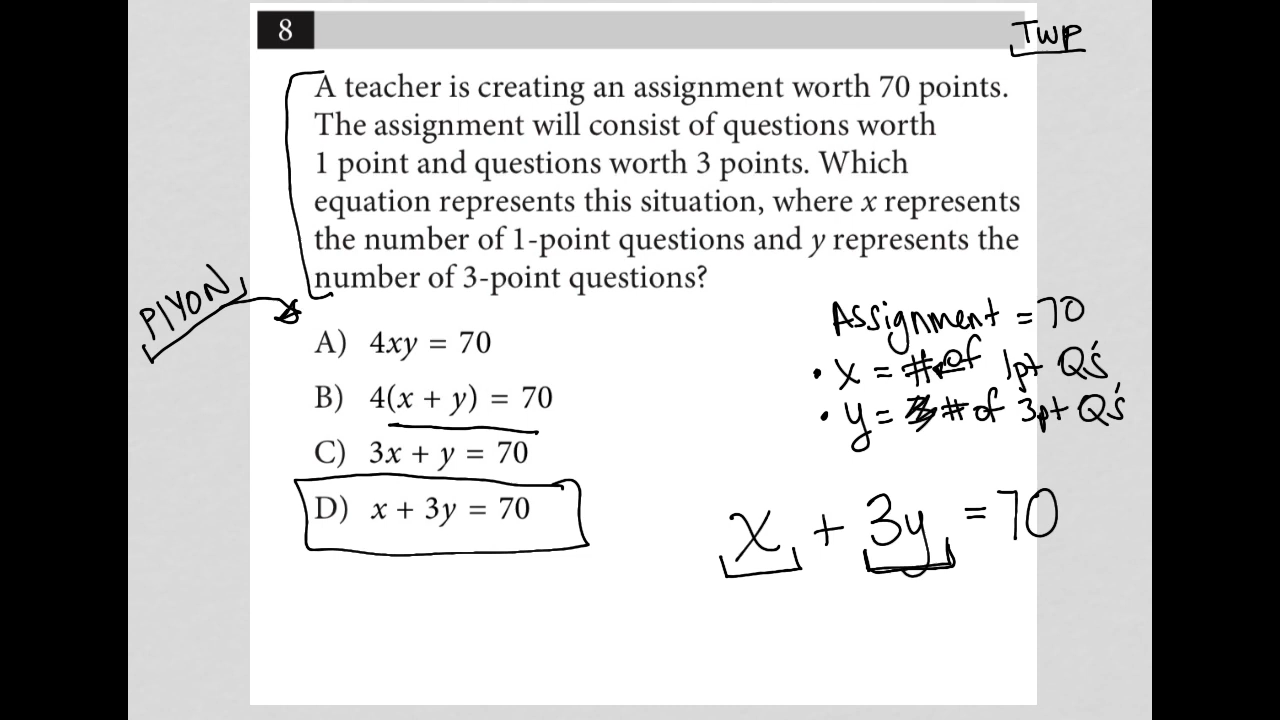 8
TWP
A teacher is creating an assignment worth 70 points.
The assignment will consist of questions worth
1 point and questions worth 3 points. Which
equation represents this situation, where x represents
the number of 1-point questions and y represents the
number of 3-point questions?
PIYON
A) 4xy = 70
B) 4(x + y) = 70
C) 3x + y = 70
D) x + 3y = 70
Assignment = 70
• x = # of 1pt Q's
• y = # of 3pt Q's
x + 3y = 70